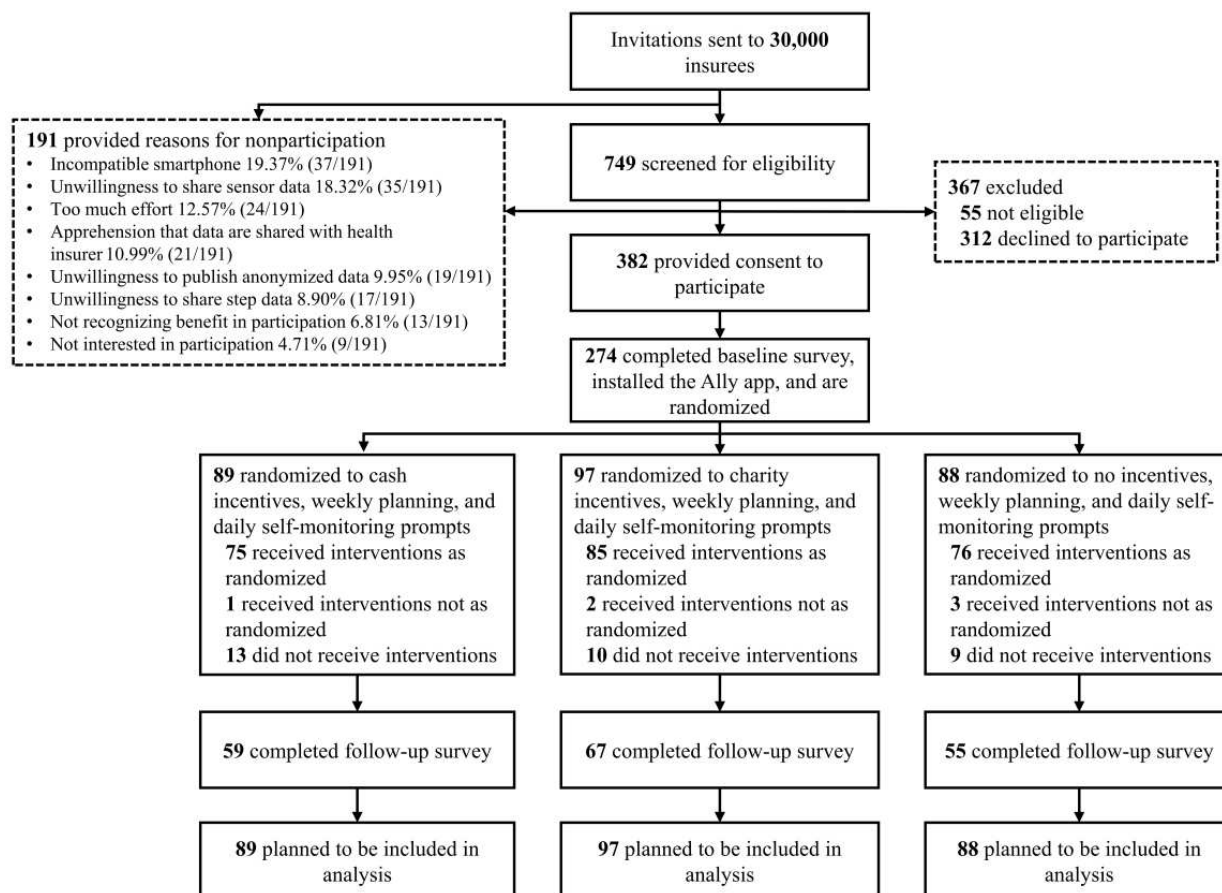 Invitations sent to 30,000
insurees
191 provided reasons for nonparticipation
• Incompatible smartphone 19.37% (37/191)
• Unwillingness to share sensor data 18.32% (35/191)
• Too much effort 12.57% (24/191)
• Apprehension that data are shared with health
insurer 10.99% (21/191)
• Unwillingness to publish anonymized data 9.95% (19/191)
• Unwillingness to share step data 8.90% (17/191)
• Not recognizing benefit in participation 6.81% (13/191)
• Not interested in participation 4.71% (9/191)
749 screened for eligibility
367 excluded
55 not eligible
312 declined to participate
382 provided consent to
participate
274 completed baseline survey,
installed the Ally app, and are
randomized
89 randomized to cash
incentives, weekly planning, and
daily self-monitoring prompts
75 received interventions as
randomized
1 received interventions not as
randomized
13 did not receive interventions
97 randomized to charity
incentives, weekly planning, and
daily self-monitoring prompts
85 received interventions as
randomized
2 received interventions not as
randomized
10 did not receive interventions
88 randomized to no incentives,
weekly planning, and daily self-
monitoring prompts
76 received interventions as
randomized
3 received interventions not as
randomized
9 did not receive interventions
59 completed follow-up survey
67 completed follow-up survey
55 completed follow-up survey
89 planned to be included in
analysis
97 planned to be included in
analysis
88 planned to be included in
analysis